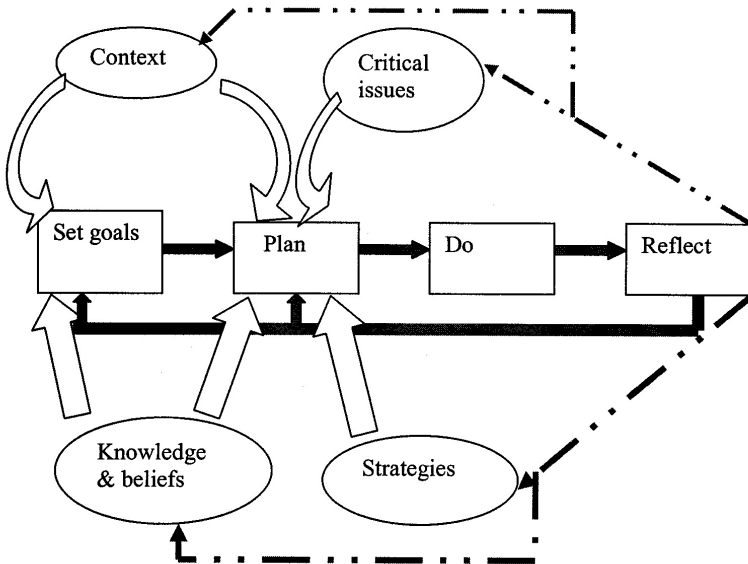 Context
Critical
issues
Set goals
Plan
Do
Reflect
Knowledge
& beliefs
Strategies